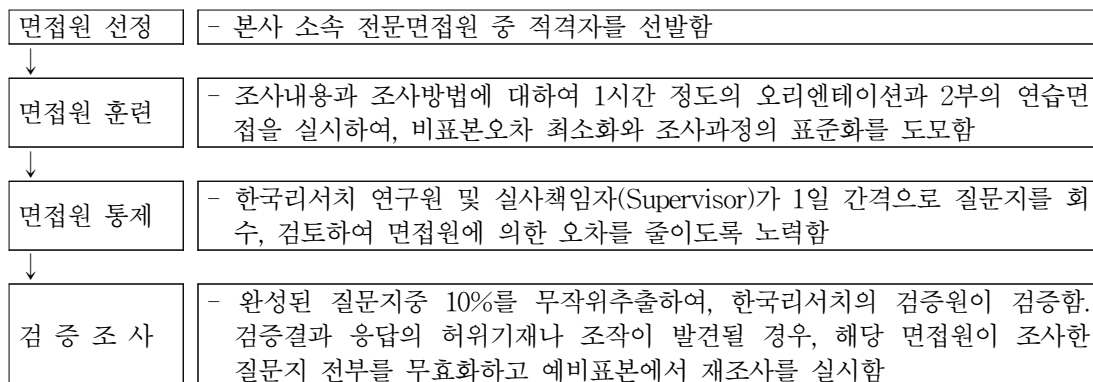 면접원 선정
- 본사 소속 전문면접원 중 적격자를 선발함
↓
면접원 훈련
- 조사내용과 조사방법에 대하여 1시간 정도의 오리엔테이션과 2부의 연습면
접을 실시하여, 비표본오차 최소화와 조사과정의 표준화를 도모함
↓
면접원 통제
- 한국리서치 연구원 및 실사책임자(Supervisor)가 1일 간격으로 질문지를 회
수, 검토하여 면접원에 의한 오차를 줄이도록 노력함
↓
검 증 조 사
- 완성된 질문지중 10%를 무작위추출하여, 한국리서치의 검증원이 검증함.
검증결과 응답의 허위기재나 조작이 발견될 경우, 해당 면접원이 조사한
질문지 전부를 무효화하고 예비표본에서 재조사를 실시함